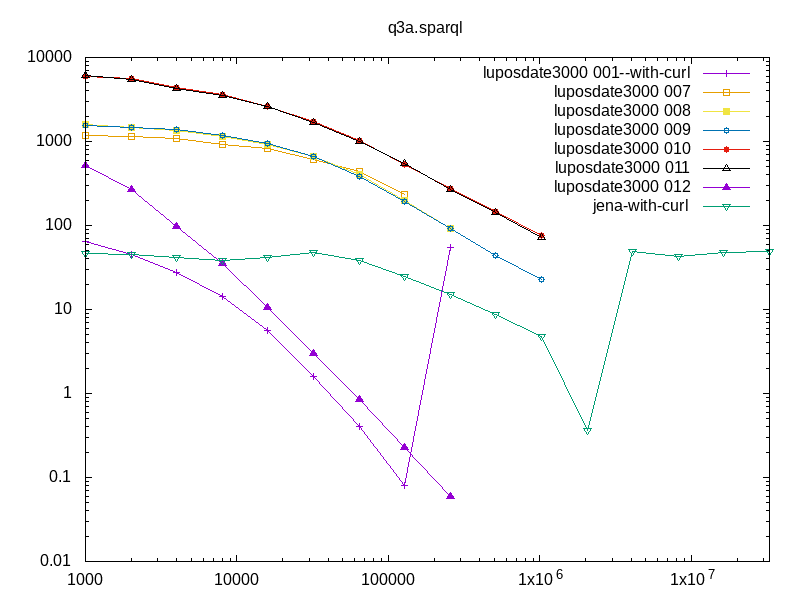 q3a.sparql
10000
1000
100
10
1
0.1
0.01
luposdate3000 001--with-curl
luposdate3000 007
luposdate3000 008
luposdate3000 009
luposdate3000 010
luposdate3000 011
luposdate3000 012
jena-with-curl
1000 10000 100000 1x10^6 1x10^7